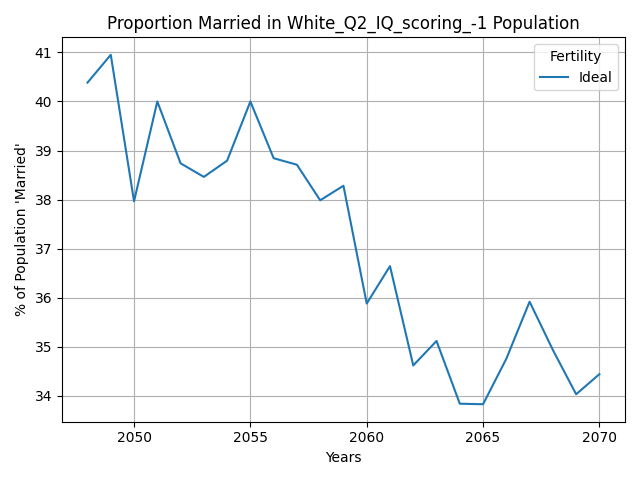 Proportion Married in White_Q2_IQ_scoring_-1 Population
Fertility
Ideal
% of Population 'Married'
41
40
39
38
37
36
35
34
2050
2055
2060
2065
2070
Years